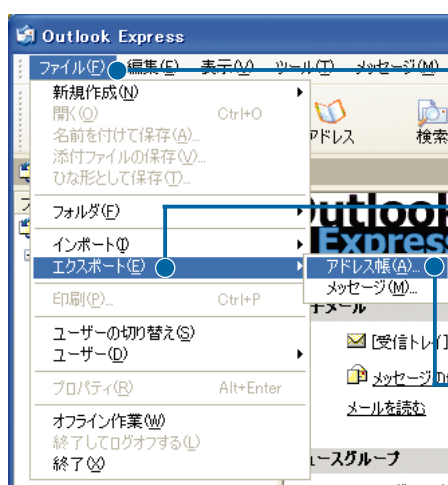 Outlook Express
ファイル(F) 編集(E) 表示(V) ツール(T) メッセージ(M)
新規作成(N)
開く(O) Ctrl+O
名前を付けて保存(A)...
添付ファイルの保存(V)...
ひな形として保存(T)...
アドレス 検索
フォルダ(F)
インポート(I)
エクスポート(E)
アドレス帳(A)...
メッセージ(M)...
Outlook
Express
印刷(P)... Ctrl+P
ユーザーの切り替え(S)
ユーザー(D)
プロパティ(R) Alt+Enter
オフライン作業(W)
終了してログオフする(L)
終了(X)
[受信トレイ]
メッセージの
メールを読む
ースグループ